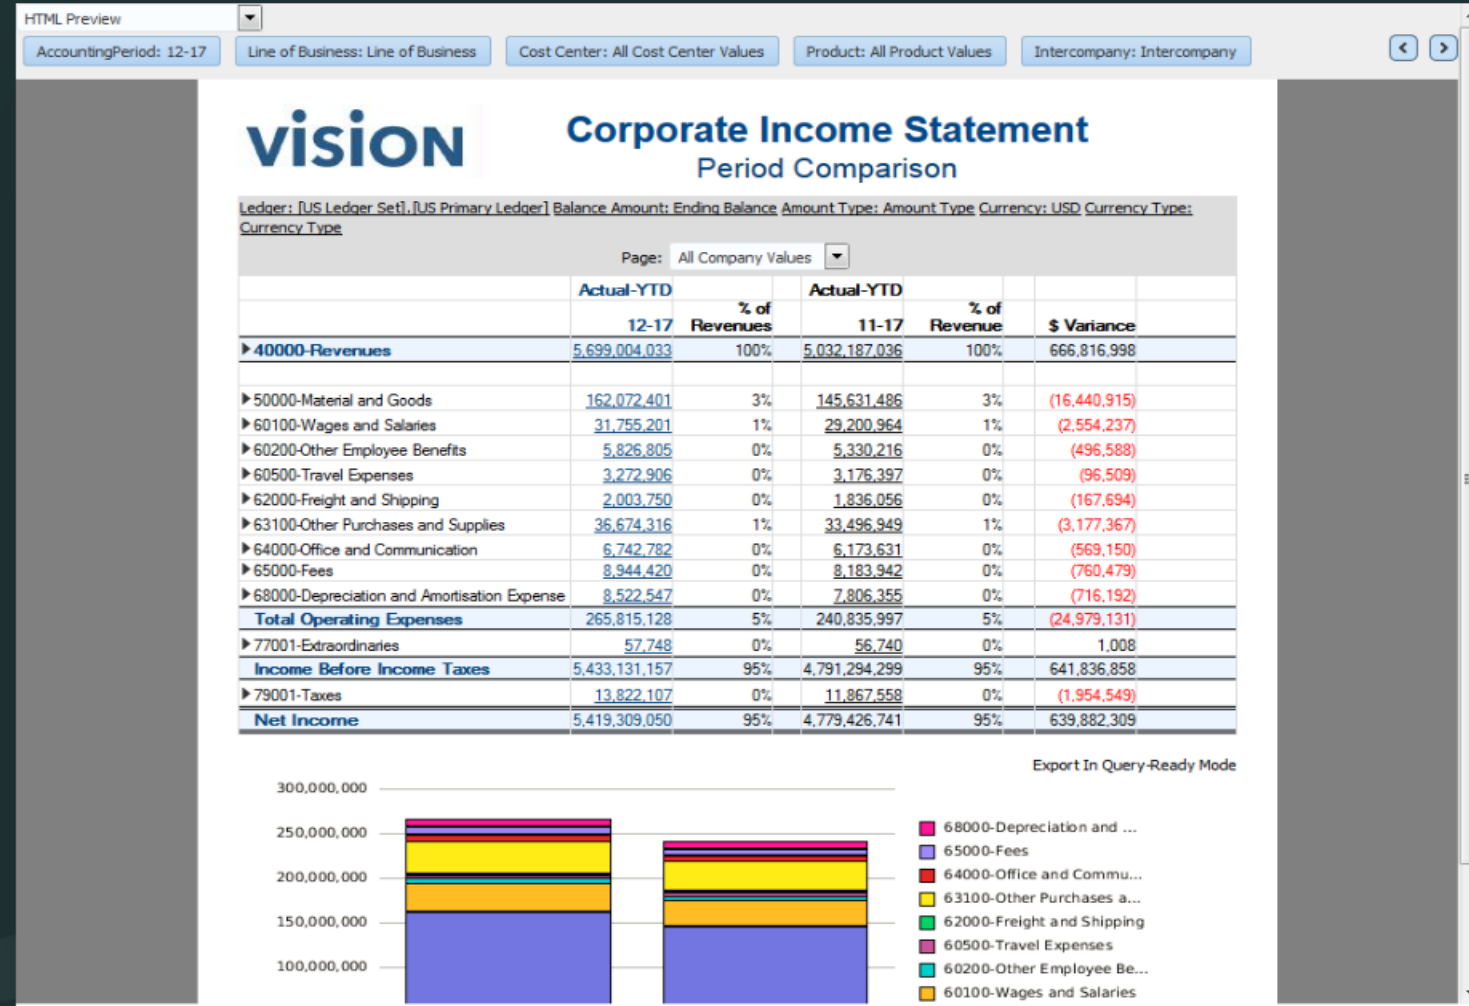 HTML Preview
AccountingPeriod: 12-17 Line of Business: Line of Business Cost Center: All Cost Center Values Product: All Product Values Intercompany: Intercompany
vision
Corporate Income Statement
Period Comparison
Ledger: [US Ledger Set].[US Primary Ledger] Balance Amount: Ending Balance Amount Type: Amount Type Currency: USD Currency Type:
Currency Type
Page: All Company Values
Actual-YTD Actual-YTD
% of % of
12-17 Revenues 11-17 Revenue $ Variance
40000-Revenues 5,699,004,033 100% 5,032,187,036 100% 666,816,998
50000-Material and Goods 162,072,401 3% 145,631,486 3% (16,440,915)
60100-Wages and Salaries 31,755,201 1% 29,200,964 1% (2,554,237)
60200-Other Employee Benefits 5,826,805 0% 5,330,216 0% (496,588)
60500-Travel Expenses 3,272,906 0% 3,176,397 0% (96,509)
62000-Freight and Shipping 2,003,750 0% 1,836,056 0% (167,694)
63100-Other Purchases and Supplies 36,674,316 1% 33,496,949 1% (3,177,367)
64000-Office and Communication 6,742,782 0% 6,173,631 0% (569,150)
65000-Fees 8,944,420 0% 8,183,942 0% (760,479)
68000-Depreciation and Amortisation Expense 8,522,547 0% 7,806,355 0% (716,192)
Total Operating Expenses 265,815,128 5% 240,835,997 5% (24,979,131)
77001-Extraordinaries 57,748 0% 56,740 0% 1,008
Income Before Income Taxes 5,433,131,157 95% 4,791,294,299 95% 641,836,858
79001-Taxes 13,822,107 0% 11,867,558 0% (1,954,549)
Net Income 5,419,309,050 95% 4,779,426,741 95% 639,882,309
Export In Query-Ready Mode
300,000,000
250,000,000
200,000,000
150,000,000
100,000,000
68000-Depreciation and ...
65000-Fees
64000-Office and Commu...
63100-Other Purchases a...
62000-Freight and Shipping
60500-Travel Expenses
60200-Other Employee Be...
60100-Wages and Salaries